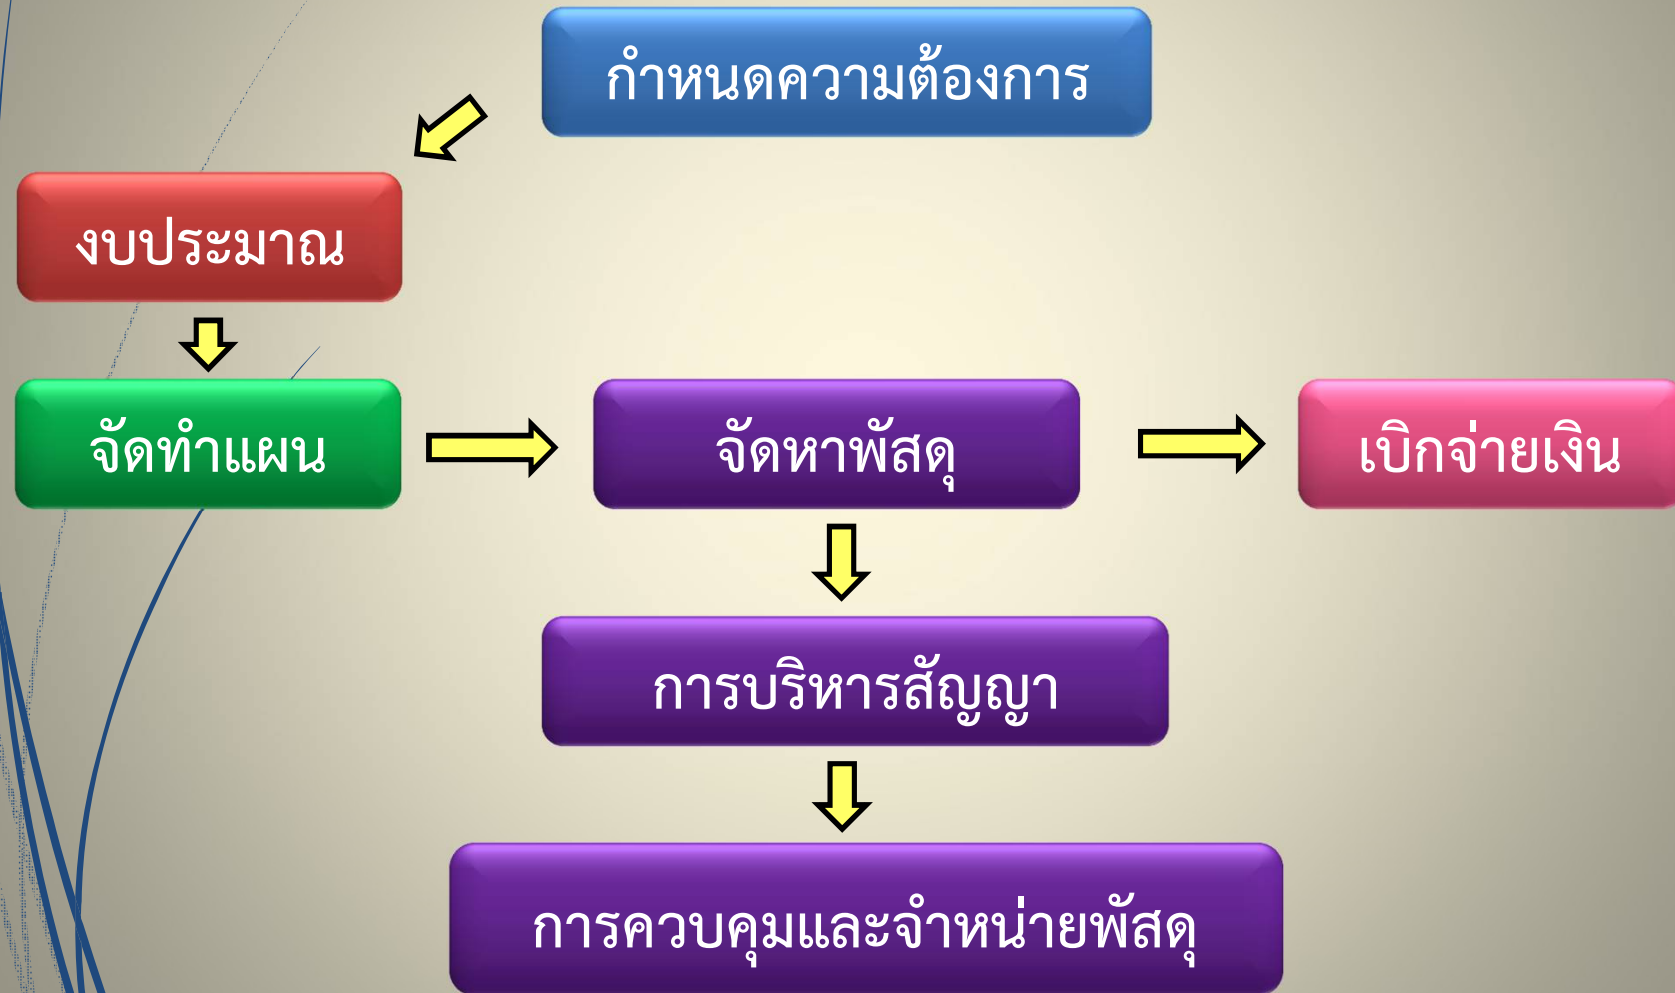 กำหนดความต้องการ
งบประมาณ
จัดทำแผน
จัดหาพัสดุ
เบิกจ่ายเงิน
การบริหารสัญญา
การควบคุมและจำหน่ายพัสดุ